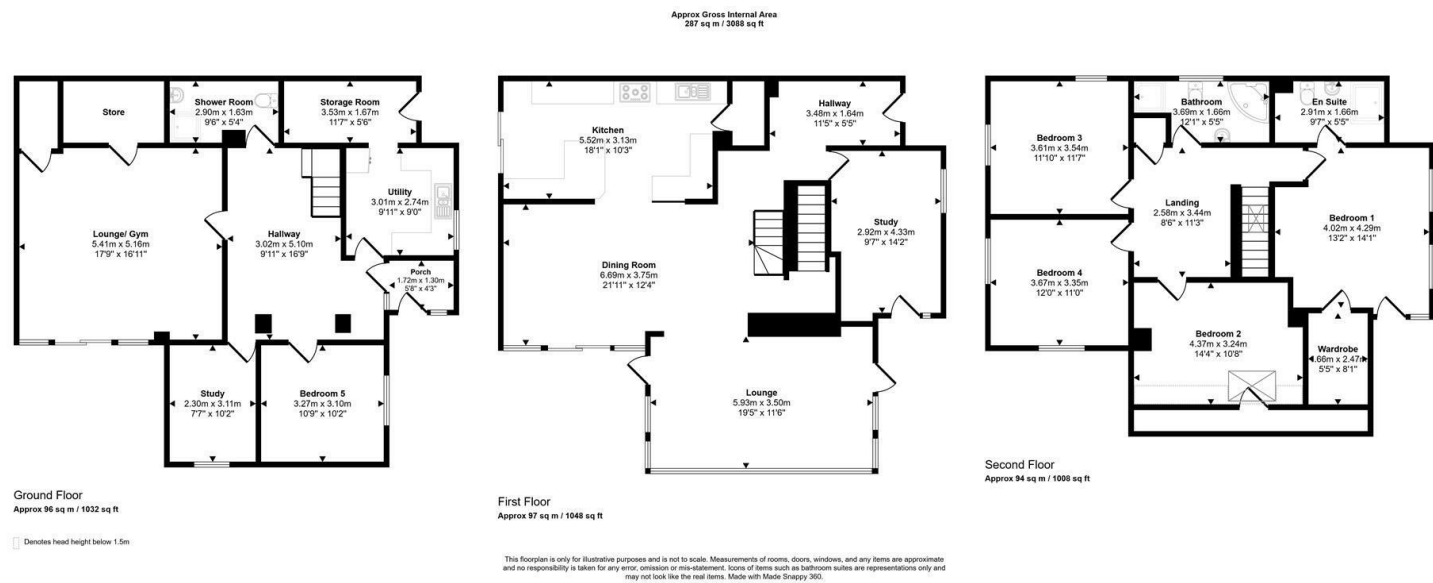 Approx Gross Internal Area
287 sq m / 3088 sq ft
Store
Shower Room
2.90m x 1.63m
9'6" x 5'4"
Storage Room
3.53m x 1.67m
11'7" x 5'6"
Lounge/ Gym
5.41m x 5.16m
17'9" x 16'11"
Hallway
3.02m x 5.10m
9'11" x 16'9"
Utility
3.01m x 2.74m
9'11" x 9'0"
Porch
1.72m x 1.30m
5'8" x 4'3"
Study
2.30m x 3.11m
7'7" x 10'2"
Bedroom 5
3.27m x 3.10m
10'9" x 10'2"
Ground Floor
Approx 96 sq m / 1032 sq ft
Denotes head height below 1.5m
Kitchen
5.52m x 3.13m
18'1" x 10'3"
Hallway
3.48m x 1.64m
11'5" x 5'5"
Study
2.92m x 4.33m
9'7" x 14'2"
Dining Room
6.69m x 3.75m
21'11" x 12'4"
Lounge
5.93m x 3.50m
19'5" x 11'6"
First Floor
Approx 97 sq m / 1048 sq ft
Bedroom 3
3.61m x 3.54m
11'10" x 11'7"
Bathroom
3.69m x 1.66m
12'1" x 5'5"
En Suite
2.91m x 1.66m
9'7" x 5'5"
Landing
2.58m x 3.44m
8'6" x 11'3"
Bedroom 1
4.02m x 4.29m
13'2" x 14'1"
Bedroom 4
3.67m x 3.35m
12'0" x 11'0"
Bedroom 2
4.37m x 3.24m
14'4" x 10'8"
Wardrobe
1.66m x 2.47m
5'5" x 8'1"
Second Floor
Approx 94 sq m / 1008 sq ft
This floorplan is only for illustrative purposes and is not to scale. Measurements of rooms, doors, windows, and any items are approximate
and no responsibility is taken for any error, omission or mis-statement. Icons of items such as bathroom suites are representations only and
may not look like the real items. Made with Made Snappy 360.